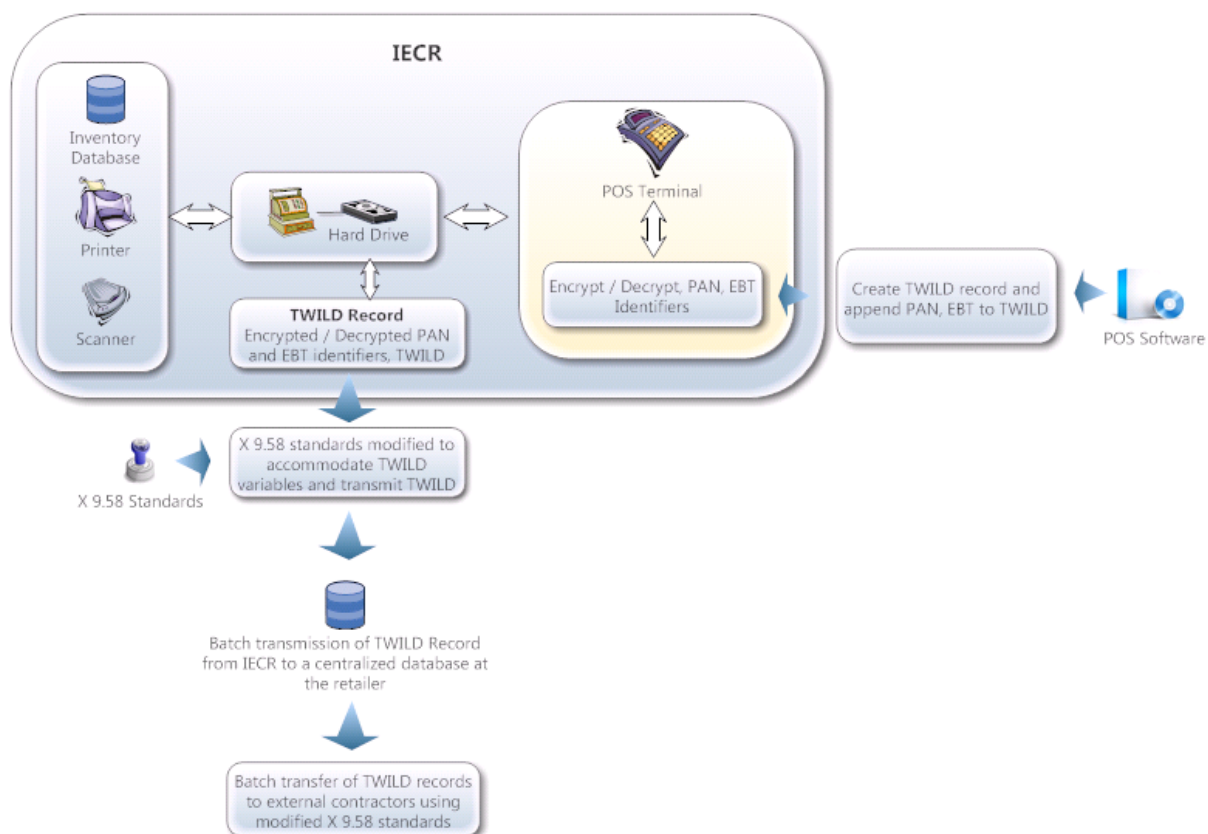 IECR
Inventory
Database
Printer
Scanner
Hard Drive
POS Terminal
Encrypt / Decrypt, PAN, EBT
Identifiers
Create TWILD record and
append PAN, EBT to TWILD
POS Software
TWILD Record
Encrypted / Decrypted PAN
and EBT identifiers, TWILD
X 9.58 Standards
X 9.58 standards modified to
accommodate TWILD
variables and transmit TWILD
Batch transmission of TWILD Record
from IECR to a centralized database at
the retailer
Batch transfer of TWILD records
to external contractors using
modified X 9.58 standards